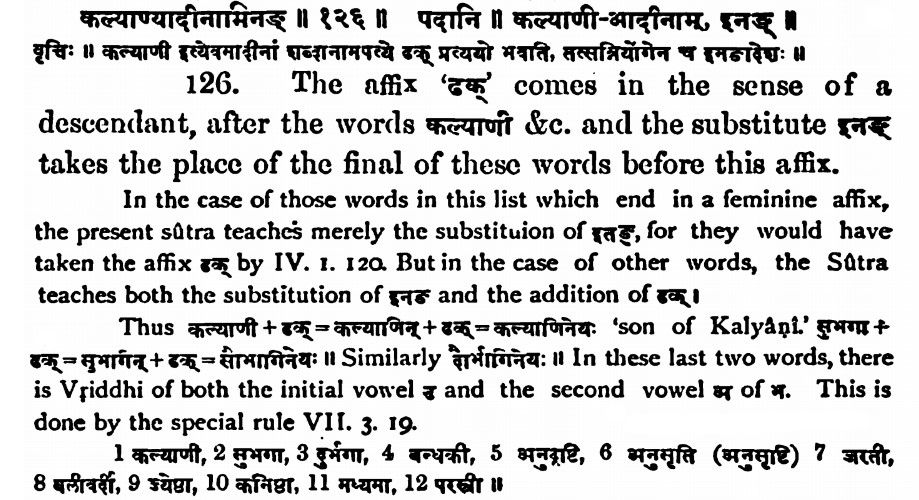 कल्याण्यादीनामिनङ् ॥ १२६ ॥ पदानि ॥ कल्याणी-आदीनाम्, इनङ् ॥
वृत्तिः ॥ कल्याणी इत्येवमादीनां शब्दानामपत्ये ढक् प्रत्ययो भवति, तत्सन्नियोगेन च इनङादेशः ॥
126. The affix ‘ढक्’ comes in the sense of a
descendant, after the words कल्याणी &c. and the substitute इनङ्
takes the place of the final of these words before this affix.
In the case of those words in this list which end in a feminine affix,
the present sûtra teaches merely the substitution of इतङ्, for they would have
taken the affix ढक् by IV. 1. 120. But in the case of other words, the Sûtra
teaches both the substitution of इनङ and the addition of ढक् ।
Thus कल्याणी + ढक् = कल्याणिन् + ढक् = कल्याणिनेयः ‘son of Kalyâṇî.’ सुभगा +
ढक् = सुभगिन् + ढक् = सौभागिनेयः ॥ Similarly दौर्भागिनेयः ॥ In these last two words, there
is Vṛiddhi of both the initial vowel उ and the second vowel अ of भ. This is
done by the special rule VII. 3. 19.
1 कल्याणी, 2 सुभगा, 3 दुर्भगा, 4 बन्धकी, 5 अनुदृष्टि, 6 अनुसृति (अनुसृष्टि) 7 जरती,
8 बलीवर्दी, 9 ज्येष्ठा, 10 कनिष्ठा, 11 मध्यमा, 12 परस्त्री ॥